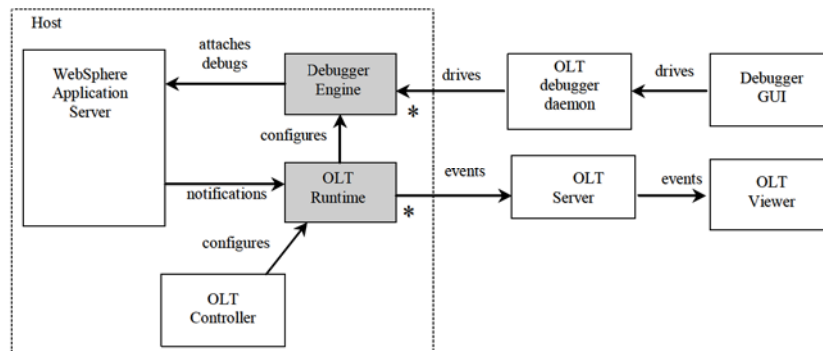 Host
WebSphere
Application
Server
attaches
debugs
Debugger
Engine
*
drives
OLT
debugger
daemon
drives
Debugger
GUI
configures
notifications
OLT
Runtime
*
events
OLT
Server
events
OLT
Viewer
configures
OLT
Controller